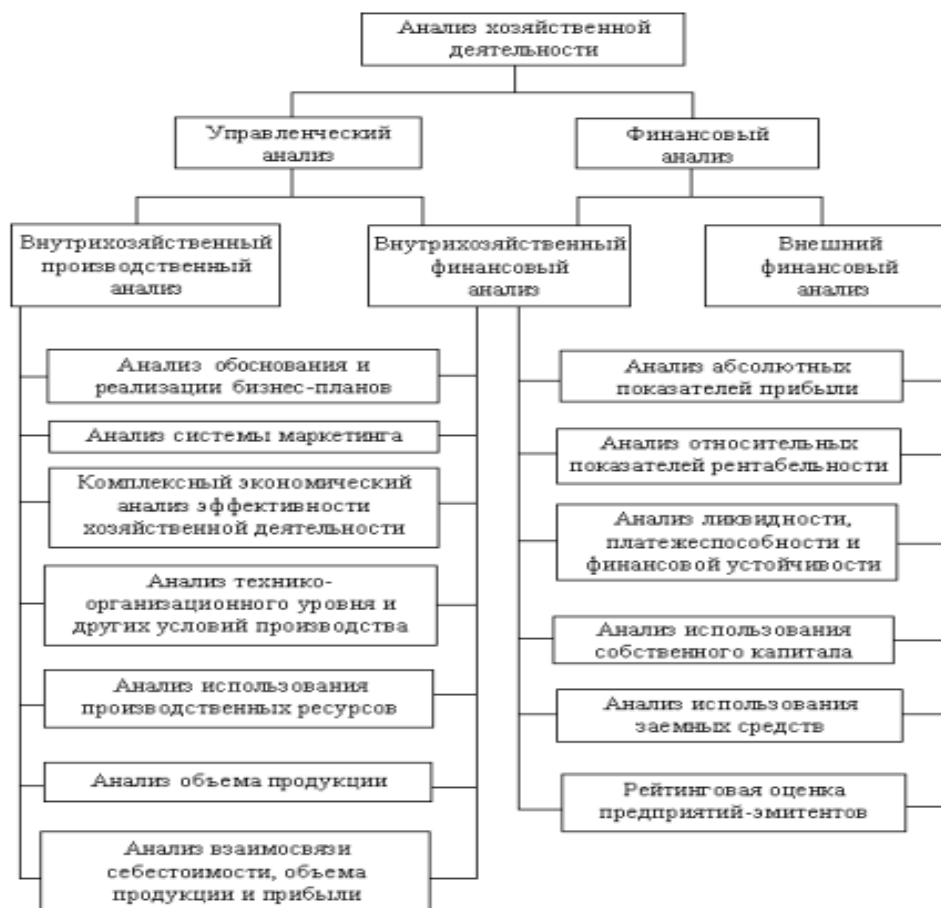 Анализ хозяйственной
деятельности
Управленческий
анализ
Финансовый
анализ
Внутрихозяйственный
производственный
анализ
Внутрихозяйственный
финансовый
анализ
Внешний
финансовый
анализ
Анализ обоснования и
реализации бизнес-планов
Анализ системы маркетинга
Комплексный экономический
анализ эффективности
хозяйственной деятельности
Анализ технико-
организационного уровня и
других условий производства
Анализ использования
производственных ресурсов
Анализ объема продукции
Анализ взаимосвязи
себестоимости, объема
продукции и прибыли
Анализ абсолютных
показателей прибыли
Анализ относительных
показателей рентабельности
Анализ ликвидности,
платежеспособности и
финансовой устойчивости
Анализ использования
собственного капитала
Анализ использования
заемных средств
Рейтинговая оценка
предприятий-эмитентов